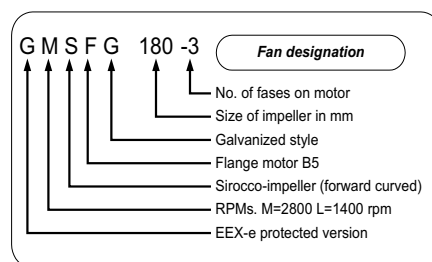 G M S F G 180 -3
Fan designation
No. of fases on motor
Size of impeller in mm
Galvanized style
Flange motor B5
Sirocco-impeller (forward curved)
RPMs. M=2800 L=1400 rpm
EEX-e protected version